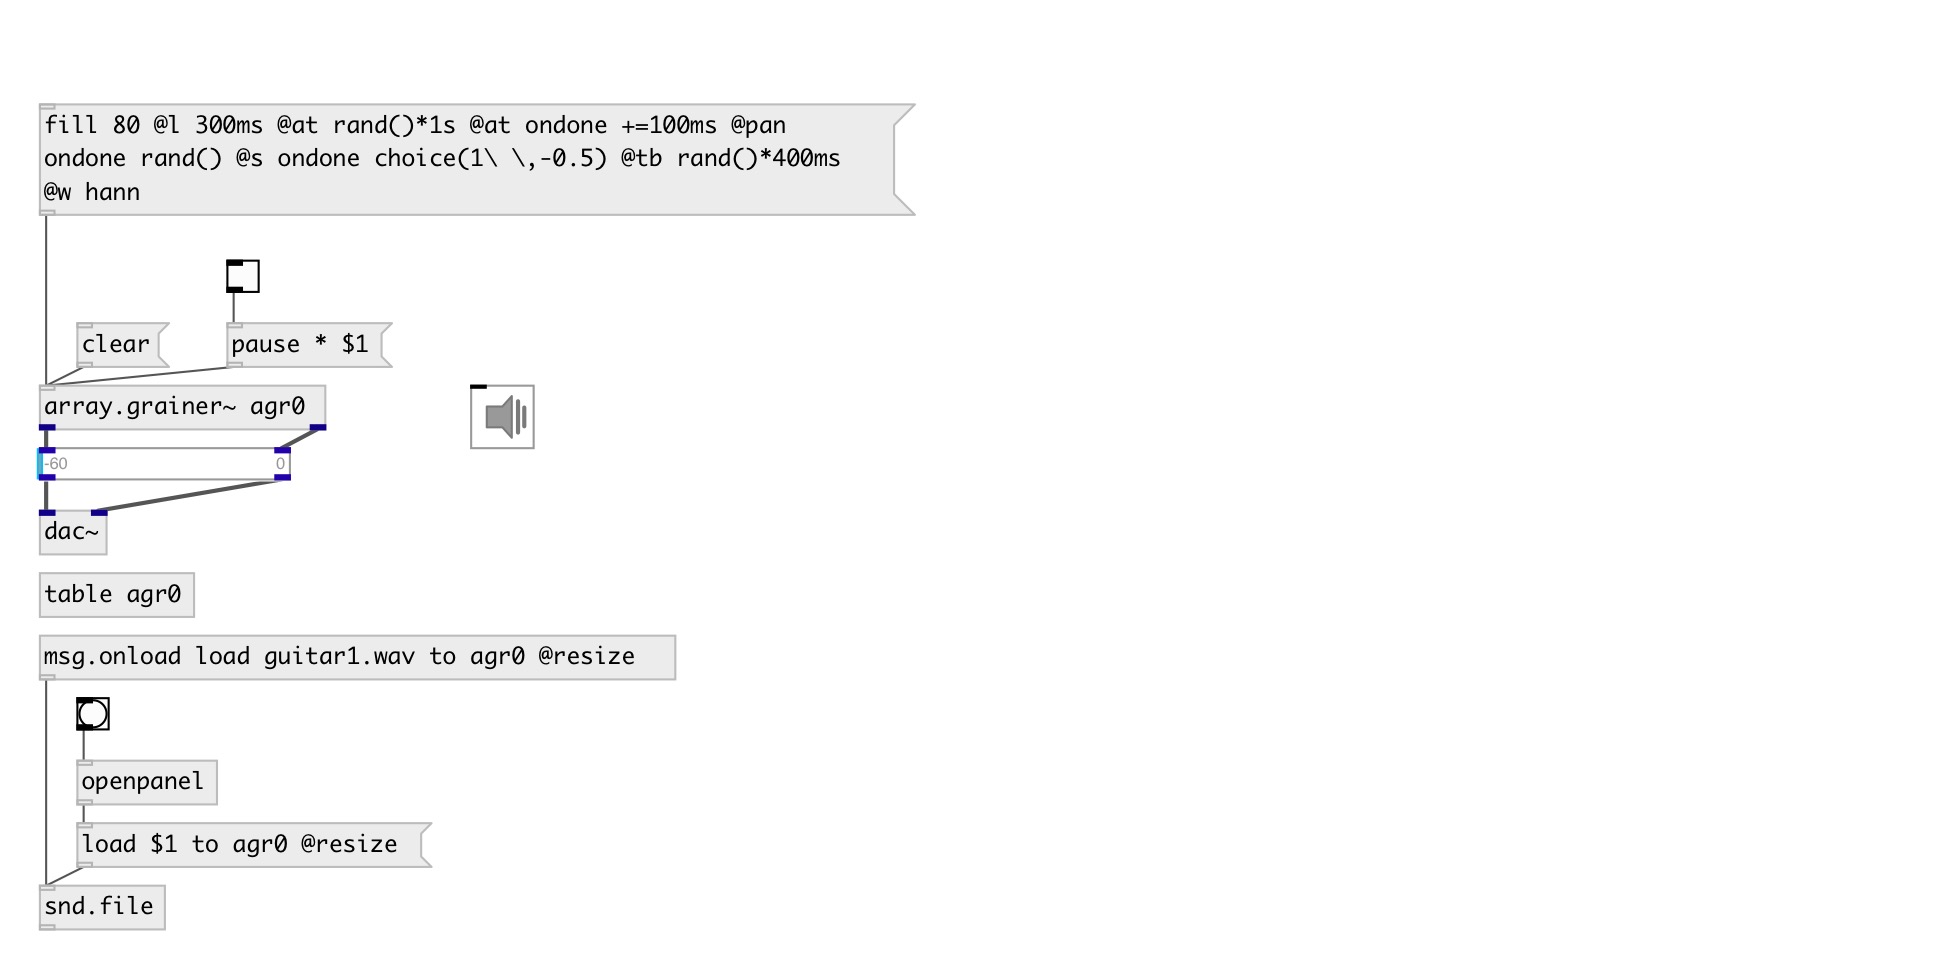 fill 80 @l 300ms @at rand()*1s @at ondone +=100ms @pan
ondone rand() @s ondone choice(1\ \,-0.5) @tb rand()*400ms
@w hann
clear
pause * $1
array.grainer~ agr0
-60 0
dac~
table agr0
msg.onload load guitar1.wav to agr0 @resize
openpanel
load $1 to agr0 @resize
snd.file